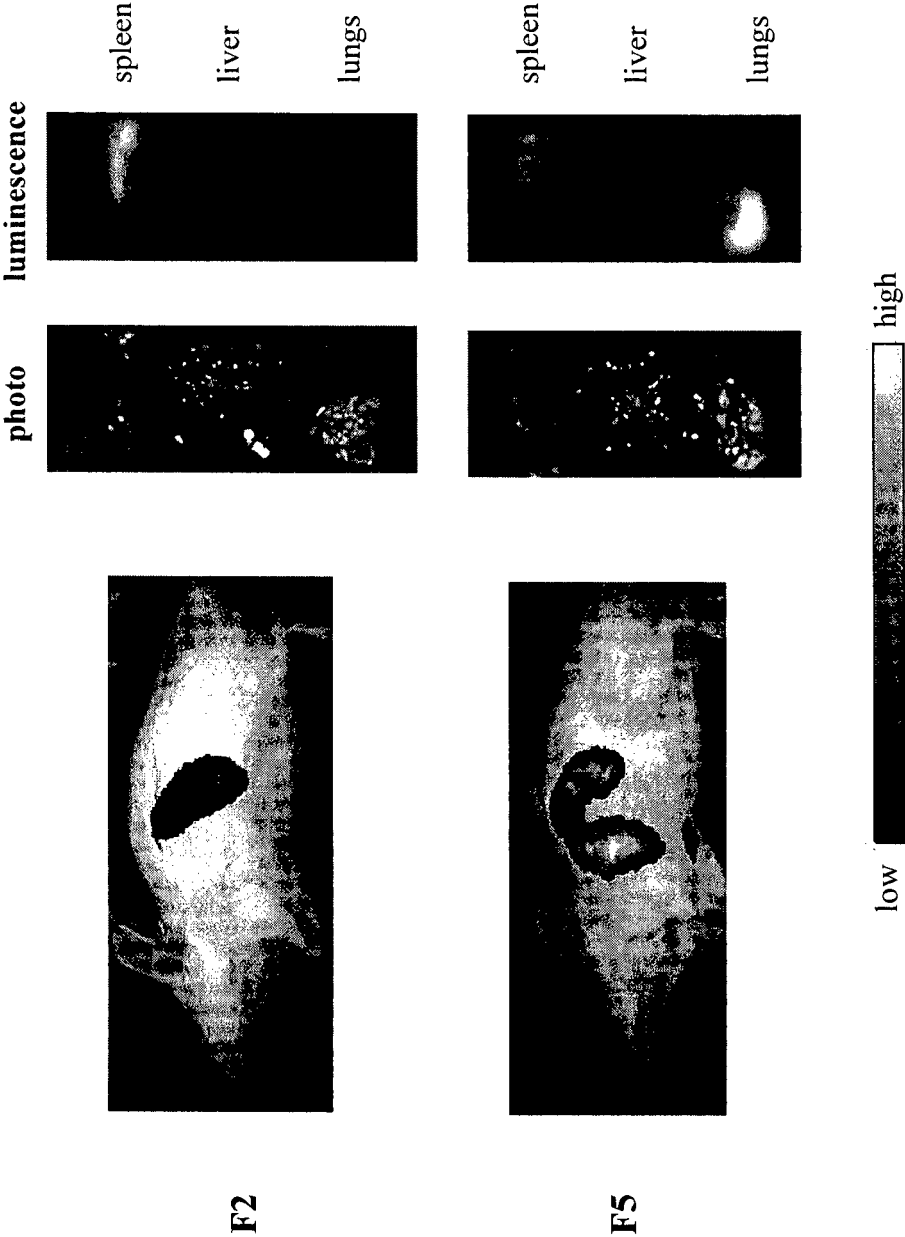 photo
luminescence
F2
spleen
liver
lungs
F5
spleen
liver
lungs
low
high